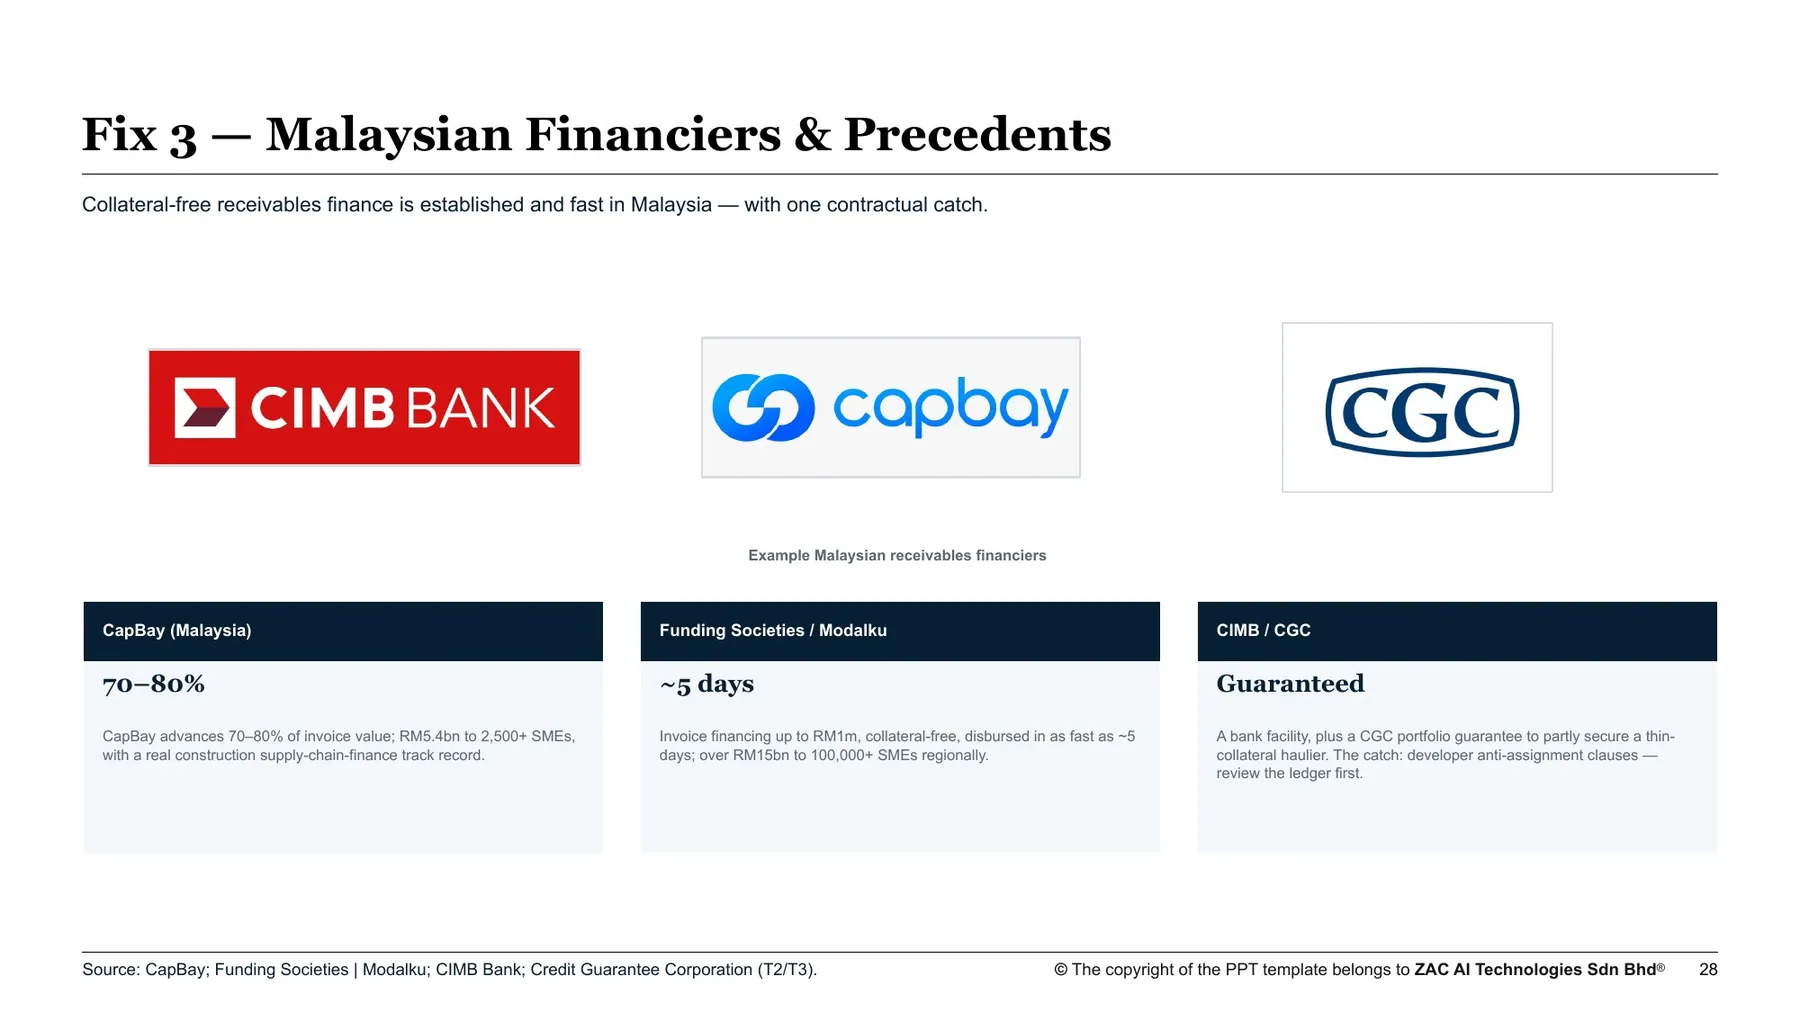 Fix 3 — Malaysian Financiers & Precedents
Collateral-free receivables finance is established and fast in Malaysia — with one contractual catch.
CIMB BANK
capbay
CGC
Example Malaysian receivables financiers
CapBay (Malaysia)
70–80%
CapBay advances 70–80% of invoice value; RM5.4bn to 2,500+ SMEs,
with a real construction supply-chain-finance track record.
Funding Societies / Modalku
~5 days
Invoice financing up to RM1m, collateral-free, disbursed in as fast as ~5
days; over RM15bn to 100,000+ SMEs regionally.
CIMB / CGC
Guaranteed
A bank facility, plus a CGC portfolio guarantee to partly secure a thin-
collateral haulier. The catch: developer anti-assignment clauses —
review the ledger first.
Source: CapBay; Funding Societies | Modalku; CIMB Bank; Credit Guarantee Corporation (T2/T3).
© The copyright of the PPT template belongs to ZAC AI Technologies Sdn Bhd®
28